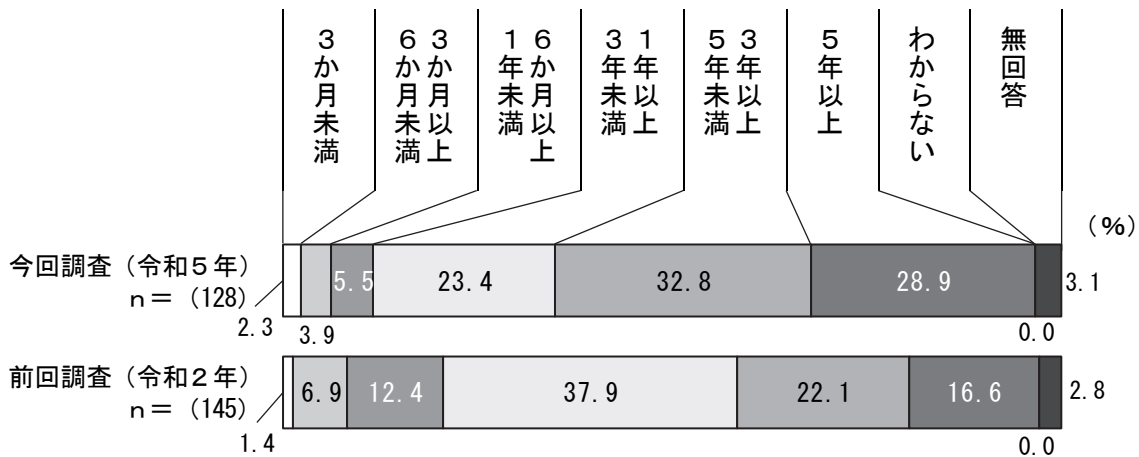 ３か月未満
３か月以上
６か月未満
６か月以上
１年未満
１年以上
３年未満
３年以上
５年未満
５年以上
わからない
無回答
（%）
今回調査（令和５年）
ｎ＝（128）
5.5
23.4
32.8
28.9
3.1
2.3
3.9
0.0
前回調査（令和２年）
ｎ＝（145）
6.9
12.4
37.9
22.1
16.6
2.8
1.4
0.0